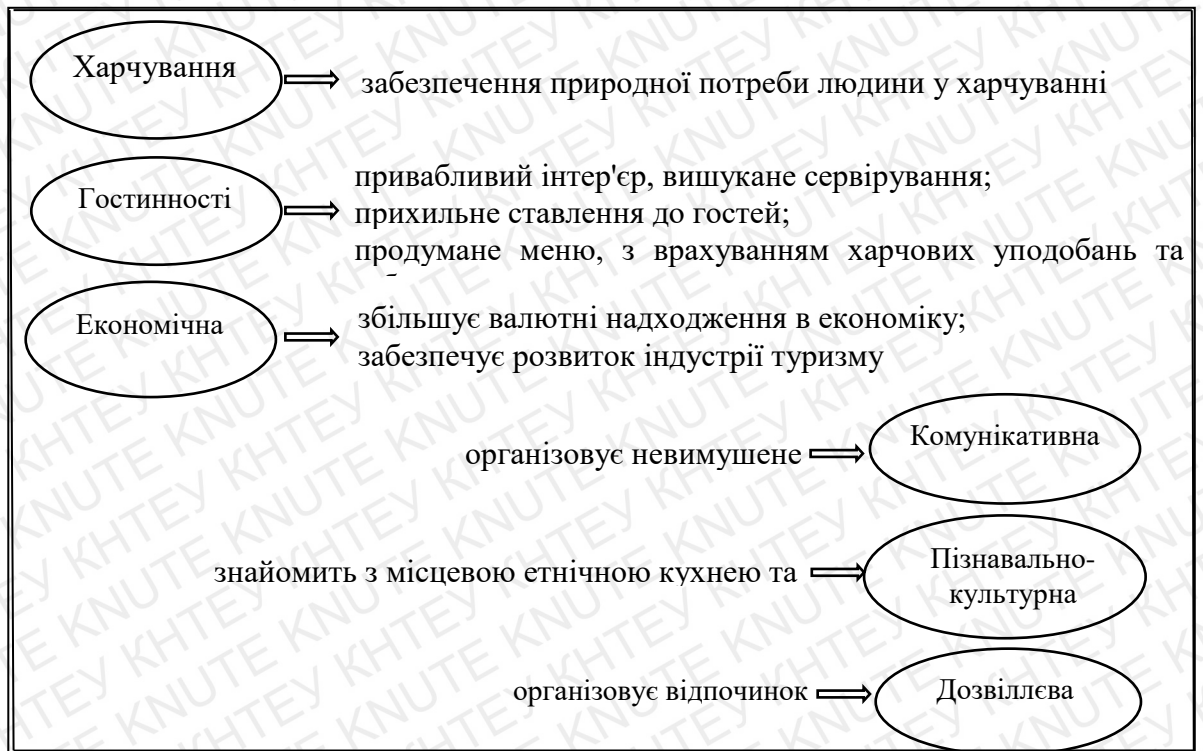 Харчування
забезпечення природної потреби людини у харчуванні
Гостинності
привабливий інтер'єр, вишукане сервірування;
прихильне ставлення до гостей;
продумане меню, з врахуванням харчових уподобань та
Економічна
збільшує валютні надходження в економіку;
забезпечує розвиток індустрії туризму
організовує невимушене
Комунікативна
знайомить з місцевою етнічною кухнею та
Пізнавально-
культурна
організовує відпочинок
Дозвіллєва